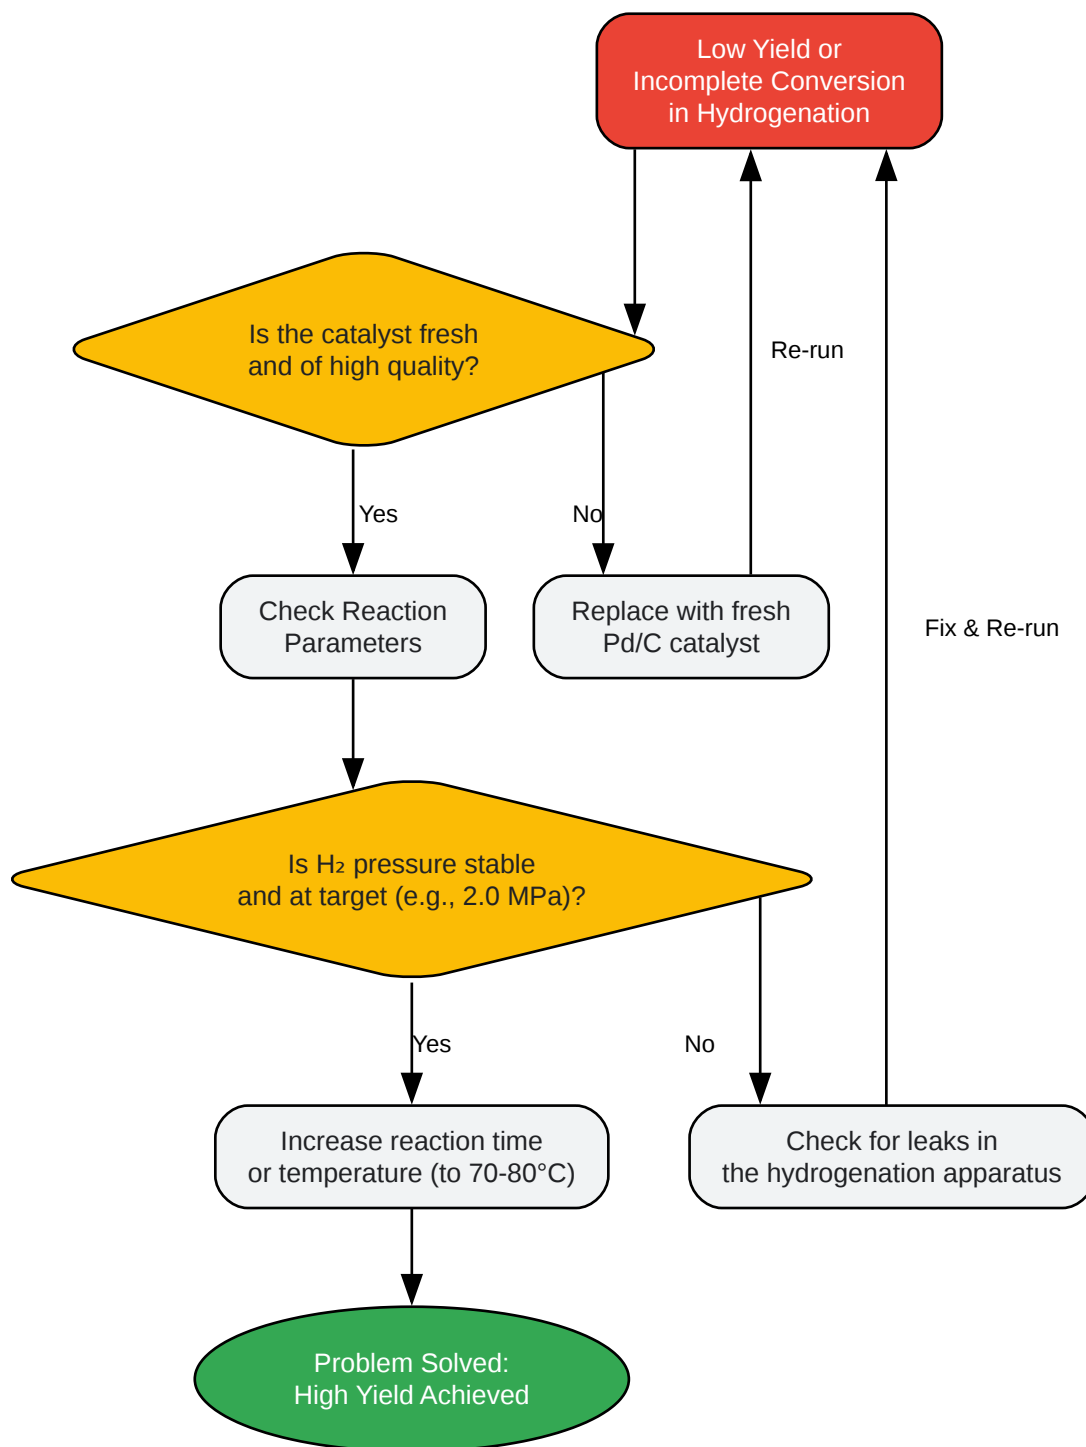 Low Yield or
Incomplete Conversion
in Hydrogenation
Is the catalyst fresh
and of high quality?
Re-run
Yes
No
Check Reaction
Parameters
Replace with fresh
Pd/C catalyst
Fix & Re-run
Is H₂ pressure stable
and at target (e.g., 2.0 MPa)?
Yes
No
Increase reaction time
or temperature (to 70-80°C)
Check for leaks in
the hydrogenation apparatus
Problem Solved:
High Yield Achieved